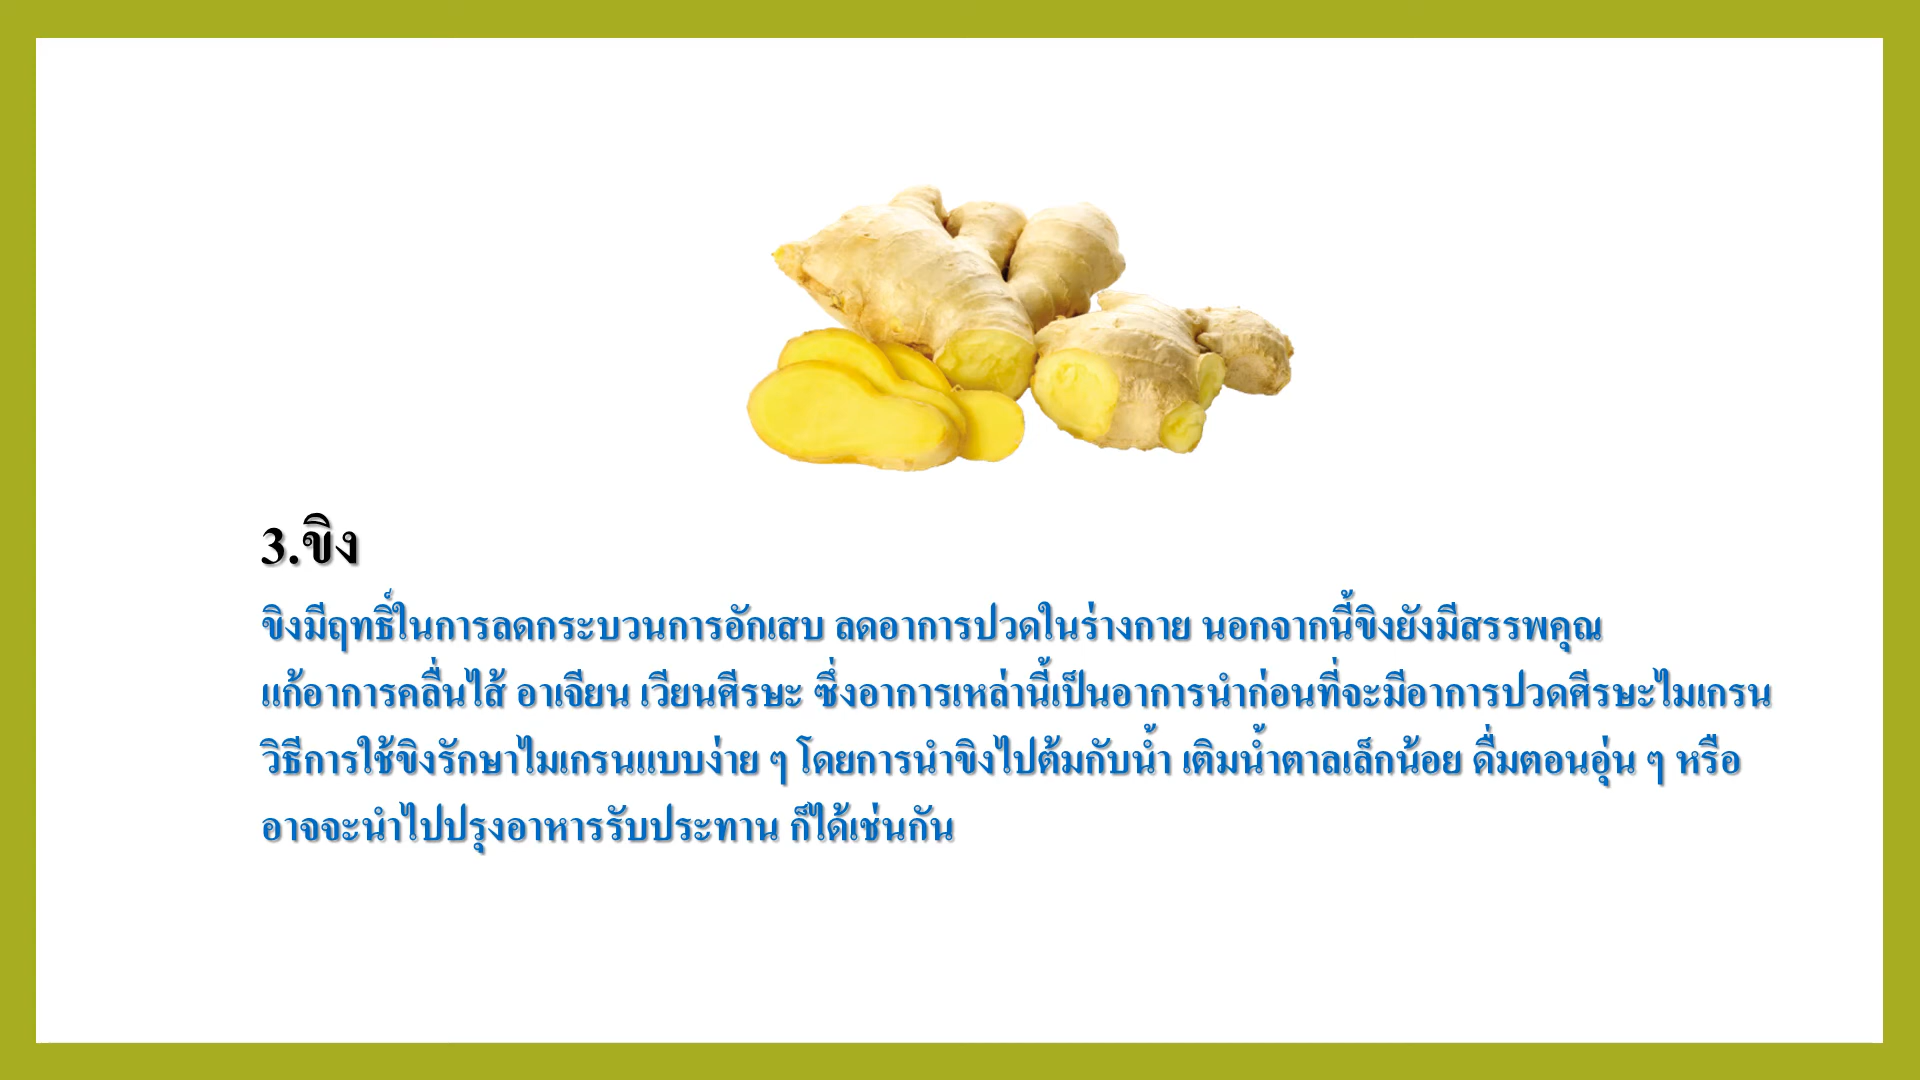 3.ขิง
ขิงมีฤทธิ์ในการลดกระบวนการอักเสบ ลดอาการปวดในร่างกาย นอกจากนี้ขิงยังมีสรรพคุณ
แก้อาการคลื่นไส้ อาเจียน เวียนศีรษะ ซึ่งอาการเหล่านี้เป็นอาการนำก่อนที่จะมีอาการปวดศีรษะไมเกรน
วิธีการใช้ขิงรักษาไมเกรนแบบง่าย ๆ โดยการนำขิงไปต้มกับน้ำ เติมน้ำตาลเล็กน้อย ดื่มตอนอุ่น ๆ หรือ
อาจจะนำไปปรุงอาหารรับประทาน ก็ได้เช่นกัน